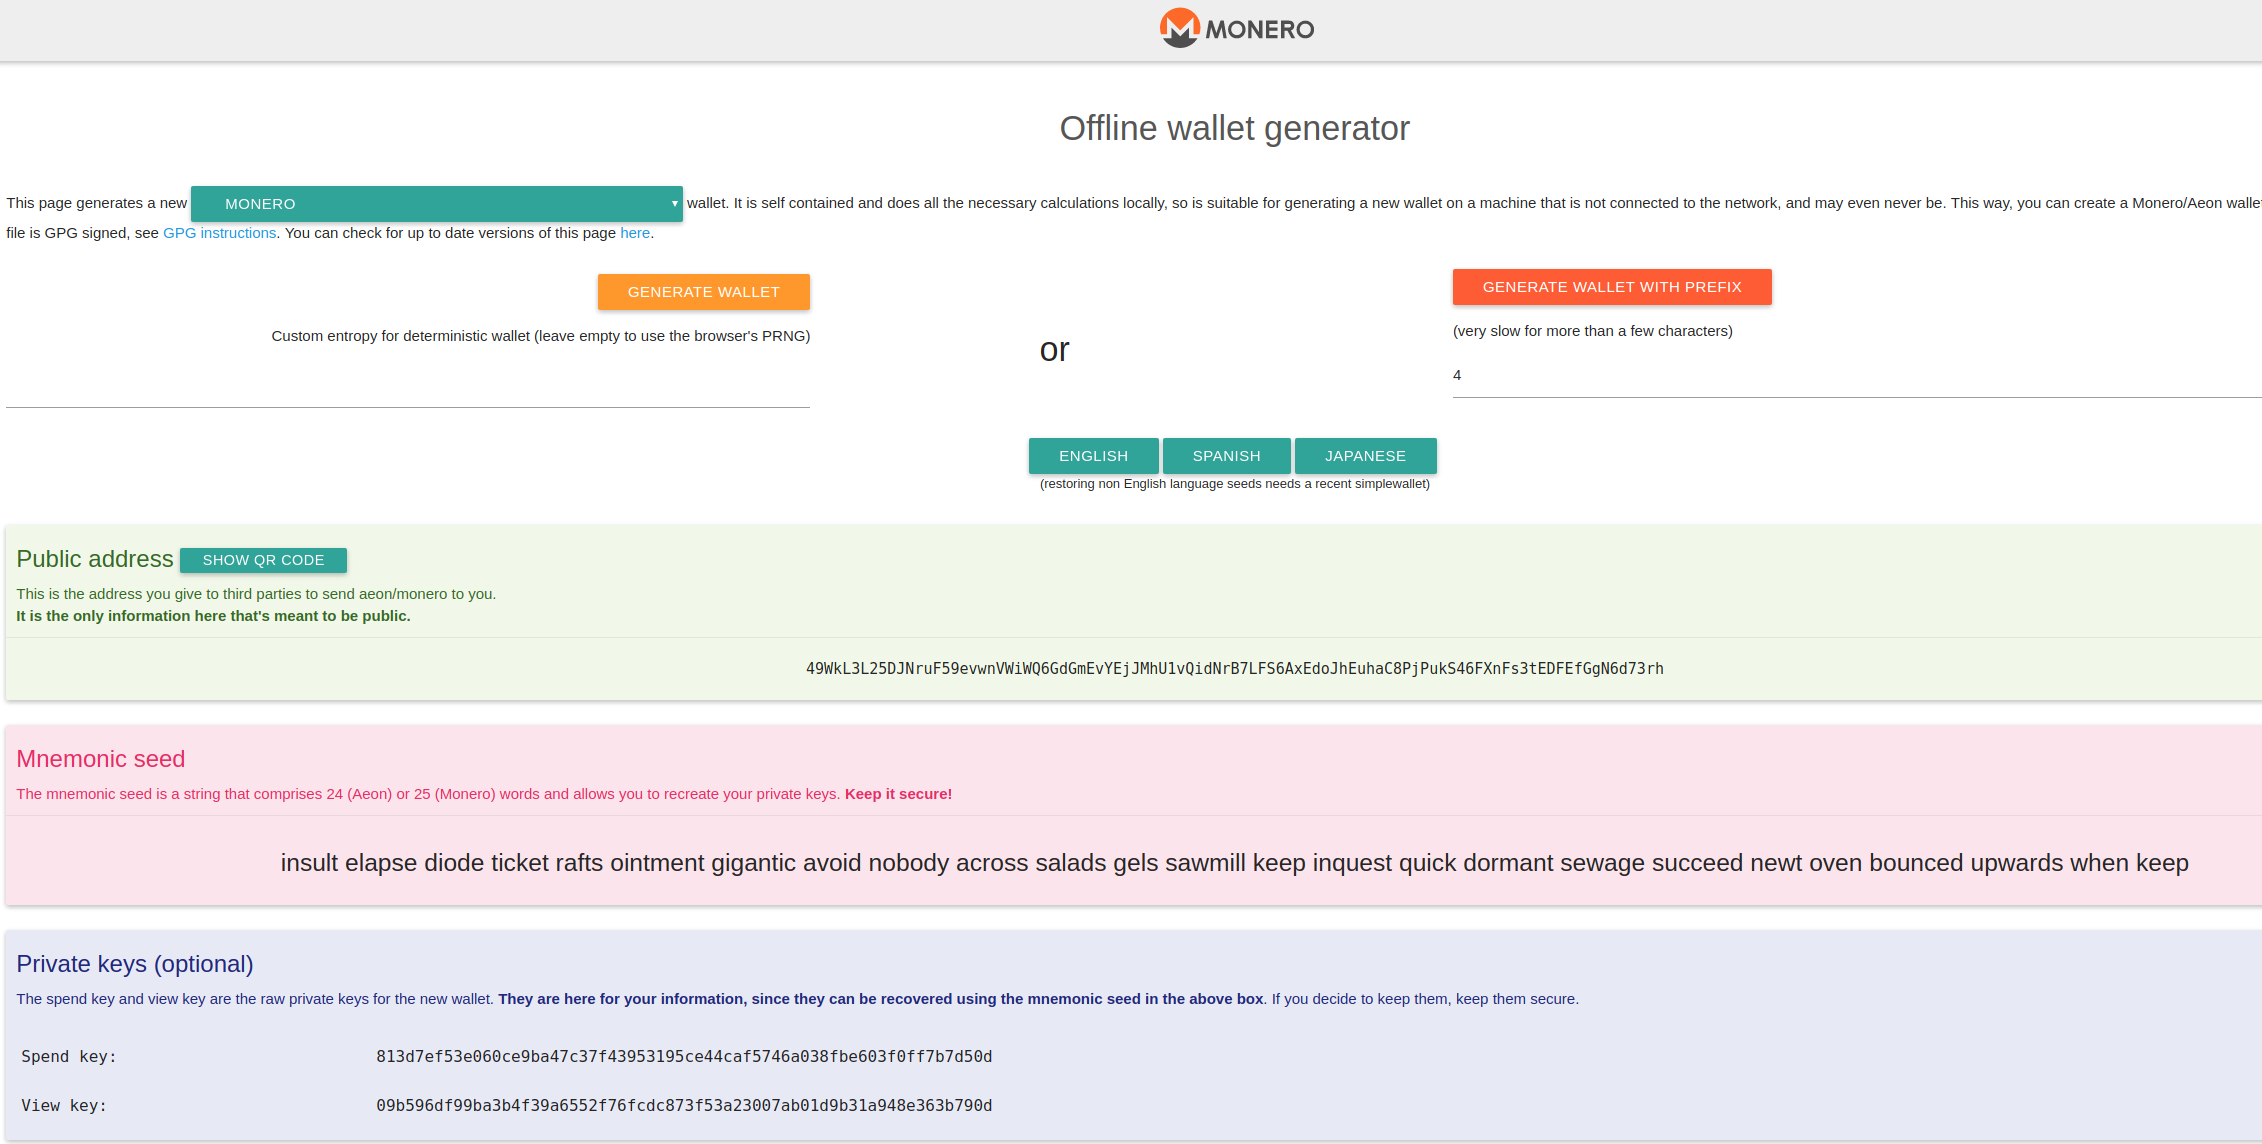 MONERO
Offline wallet generator
This page generates a new MONERO ▾ wallet. It is self contained and does all the necessary calculations locally, so is suitable for generating a new wallet on a machine that is not connected to the network, and may even never be. This way, you can create a Monero/Aeon
file is GPG signed, see GPG instructions. You can check for up to date versions of this page here.
GENERATE WALLET
Custom entropy for deterministic wallet (leave empty to use the browser's PRNG)
or
GENERATE WALLET WITH PREFIX
(very slow for more than a few characters)
4
ENGLISH SPANISH JAPANESE
(restoring non English language seeds needs a recent simplewallet)
Public address SHOW QR CODE
This is the address you give to third parties to send aeon/monero to you.
It is the only information here that's meant to be public.
49WkL3L25DJNruF59evwnVWiWQ6GdGmEvYEjJMhU1vQidNrB7LFS6AxEdoJhEuhaC8PjPukS46FXnFs3tEDFEfGgN6d73rh
Mnemonic seed
The mnemonic seed is a string that comprises 24 (Aeon) or 25 (Monero) words and allows you to recreate your private keys. Keep it secure!
insult elapse diode ticket rafts ointment gigantic avoid nobody across salads gels sawmill keep inquest quick dormant sewage succeed newt oven bounced upwards when keep
Private keys (optional)
The spend key and view key are the raw private keys for the new wallet. They are here for your information, since they can be recovered using the mnemonic seed in the above box. If you decide to keep them, keep them secure.
Spend key: 813d7ef53e060ce9ba47c37f43953195ce44caf5746a038fbe603f0ff7b7d50d
View key: 09b596df99ba3b4f39a6552f76fcdc873f53a23007ab01d9b31a948e363b790d